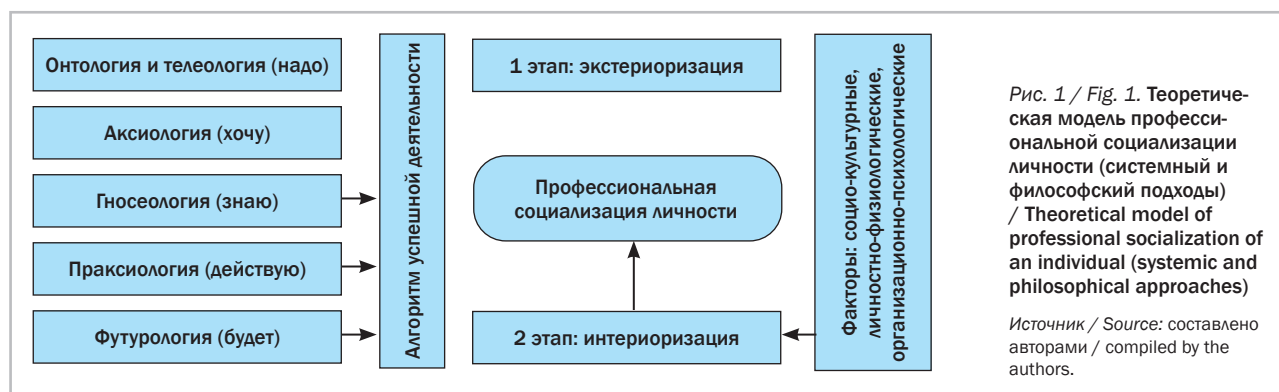 Онтология и телеология (надо)
Аксиология (хочу)
Гносеология (знаю)
Праксиология (действую)
Футурология (будет)
Алгоритм успешной деятельности
1 этап: экстериоризация
Профессиональная
социализация личности
2 этап: интериоризация
Факторы: социо-культурные,
личностно-физиологические,
организационно-психологические
Рис. 1 / Fig. 1. Теоретиче-
ская модель професси-
ональной социализации
личности (системный и
философский подходы)
/ Theoretical model of
professional socialization of
an individual (systemic and
philosophical approaches)
Источник / Source: составлено
авторами / compiled by the
authors.